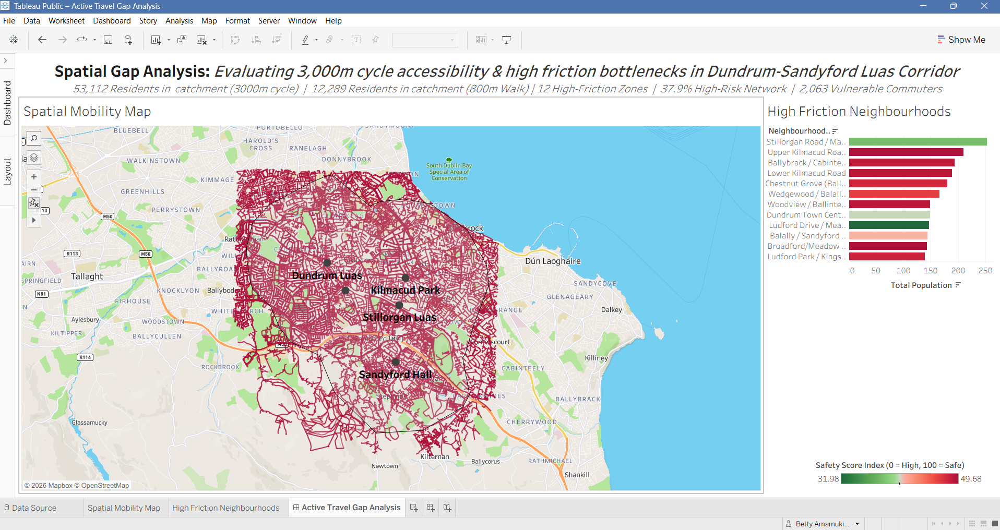 Tableau Public – Active Travel Gap Analysis
File Data Worksheet Dashboard Story Analysis Map Format Server Window Help
Show Me
Dashboard
Layout
Spatial Gap Analysis: Evaluating 3,000m cycle accessibility & high friction bottlenecks in Dundrum-Sandyford Luas Corridor
53,112 Residents in catchment (3000m cycle) | 12,289 Residents in catchment (800m Walk) | 12 High-Friction Zones | 37.9% High-Risk Network | 2,063 Vulnerable Commuters
Spatial Mobility Map
BLUEBELL
PORTOBELLO
HAROLD'S
CROSS
RANELAGH
WALKINSTOWN
DONNYBROOK
South Dublin Bay
Special Area of
Conservation
KIMMAGE
GREENHILLS
PERRYSTOWN
M50
13
Dún Laoghaire
R113
M50
Tallaght
SPRINGFIELD
BALLYROA
Dundrum Luas
Kilmacud Park
KNOCKLYON
Ballybod
SANDYCOVE
N81
GLENAGEARY
FIRHOUSE
Dalkey
Aylesbury
WOODSTOWN
Stillorgan Luas
KILTIPPER
BALLYCULLEN
M50
R114
Killiney
ROCKBROOK
Sandyford Hall
CABINTEELY
BALLYBRACK
Glassamucky
CHERRYWOOD
Kilternan
Newtown
Ballycorus
RATHMICHAEL
Shankill
© 2026 Mapbox © OpenStreetMap
High Friction Neighbourhoods
Neighbourhood..
Stillorgan Road / Ma..
Upper Kilmacud Roa..
Ballybrack / Cabinte..
Lower Kilmacud Road
Chestnut Grove (Ball..
Wedgewood / Balall..
Woodview / Ballinte..
Dundrum Town Cent..
Ludford Drive / Mea..
Balally / Sandyford ..
Broadford/Meadow ..
Ludford Park / Kings..
0 50 100 150 200 250
Total Population
Safety Score Index (0 = High, 100 = Safe)
31.98 49.68
Data Source Spatial Mobility Map High Friction Neighbourhoods Active Travel Gap Analysis
Betty Amamuki...